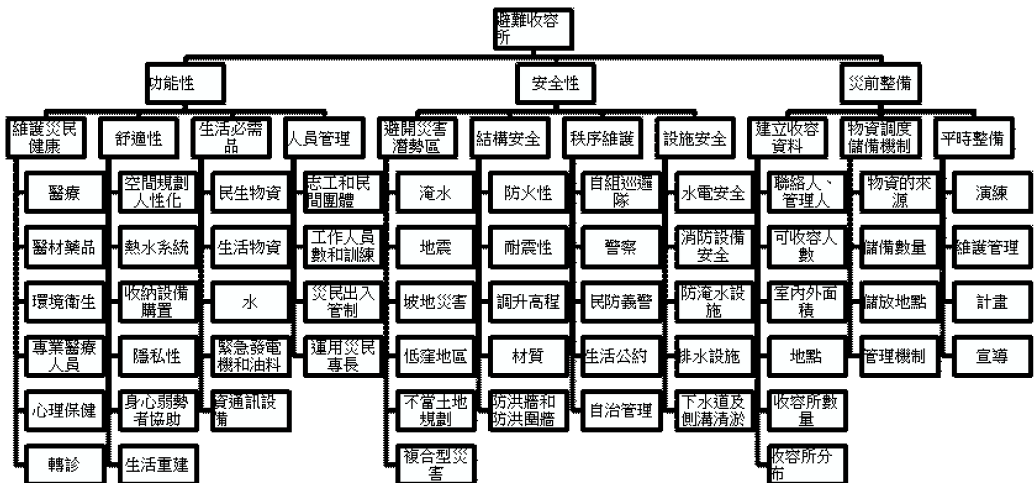 避難收容
所
功能性
安全性
災前整備
維護災民
健康
舒適性
生活必需
品
人員管理
避開災害
潛勢區
結構安全
秩序維護
設施安全
建立收容
資料
物資調度
儲備機制
平時整備
醫療
空間規劃
人性化
民生物資
志工和民
間團體
淹水
防火性
自組巡邏
隊
水電安全
聯絡人、
管理人
物資的來
源
演練
醫材藥品
熱水系統
生活物資
工作人員
數和訓練
地震
耐震性
警察
消防設備
安全
可收容人
數
儲備數量
維護管理
環境衛生
收納設備
購置
水
災民出入
管制
坡地災害
調升高程
民防義警
防淹水設
施
室內外面
積
儲放地點
計畫
專業醫療
人員
隱私性
緊急發電
機和油料
運用災民
專長
低窪地區
材質
生活公約
排水設施
地點
管理機制
宣導
心理保健
身心弱勢
者協助
資通訊設
備
不當土地
規劃
防洪牆和
防洪圍牆
自治管理
下水道及
側溝清淤
收容所數
量
轉診
生活重建
複合型災
害
收容所分
布